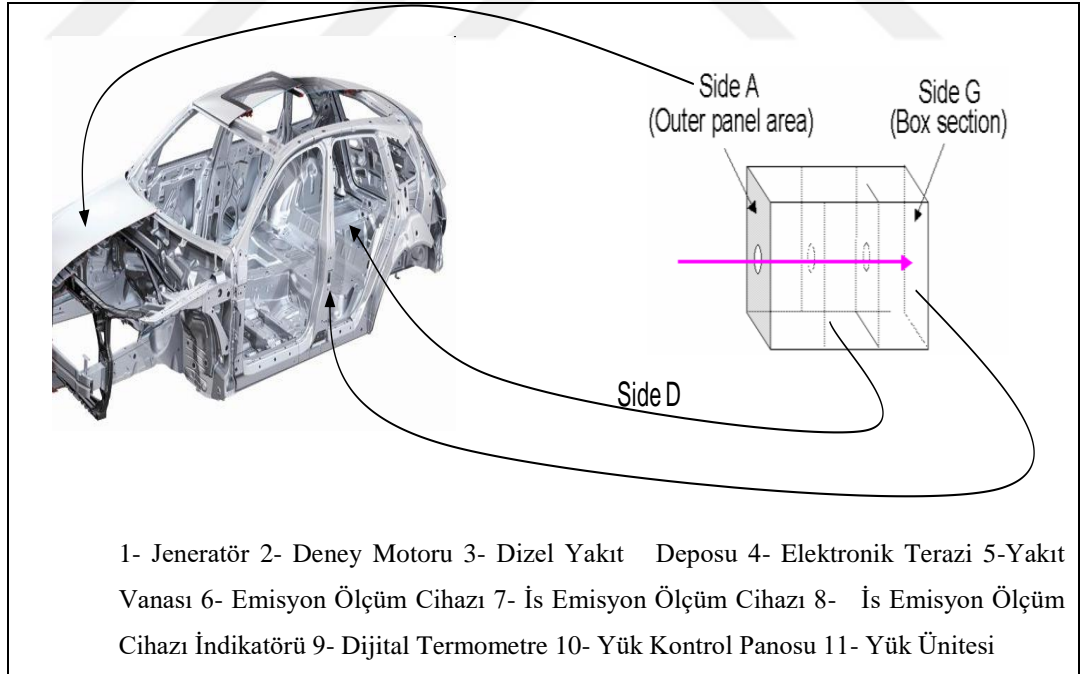 Side A
(Outer panel area)
Side G
(Box section)
Side D
1- Jeneratör 2- Deney Motoru 3- Dizel Yakıt Deposu 4- Elektronik Terazi 5-Yakıt
Vanası 6- Emisyon Ölçüm Cihazı 7- İs Emisyon Ölçüm Cihazı 8- İs Emisyon Ölçüm
Cihazı İndikatörü 9- Dijital Termometre 10- Yük Kontrol Panosu 11- Yük Ünitesi